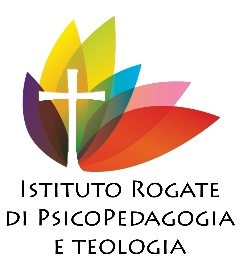 Istituto Rogate
di PsicoPedagogia
e teologia